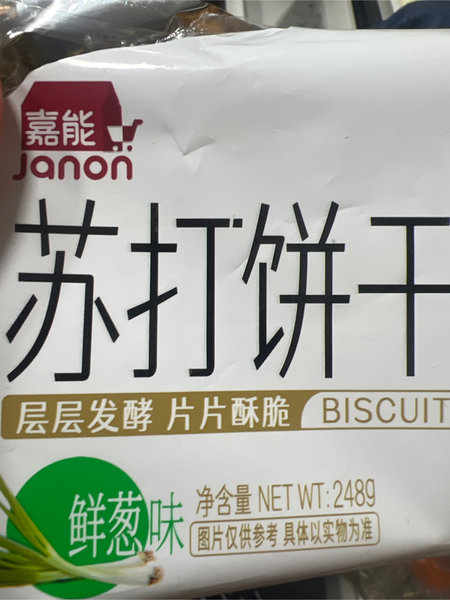 嘉能
Janon
苏打饼干
层层发酵 片片酥脆 BISCUIT
鲜葱味
净含量 NET WT: 248g
图片仅供参考 具体以实物为准